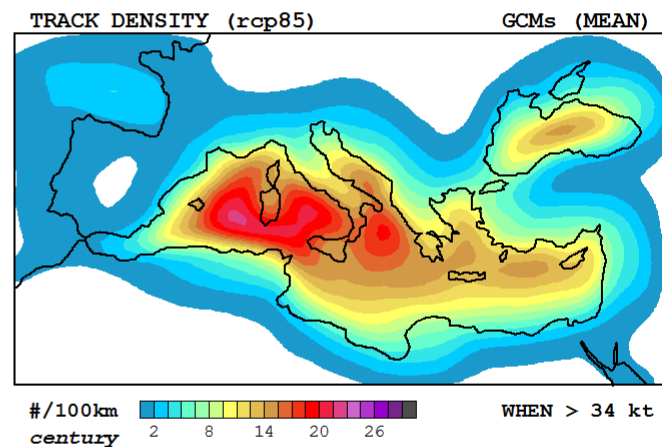 TRACK DENSITY (rcp85) GCMs (MEAN)
#/100km
century
2 8 14 20 26
WHEN > 34 kt